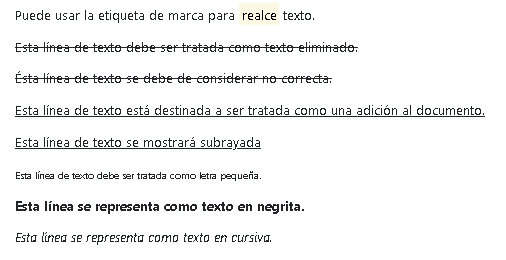 Puede usar la etiqueta de marca para realce texto.
Esta línea de texto debe ser tratada como texto eliminado.
Ésta línea de texto se debe de considerar no correcta.
Esta línea de texto está destinada a ser tratada como una adición al documento.
Esta línea de texto se mostrará subrayada
Esta línea de texto debe ser tratada como letra pequeña.
Esta línea se representa como texto en negrita.
Esta línea se representa como texto en cursiva.